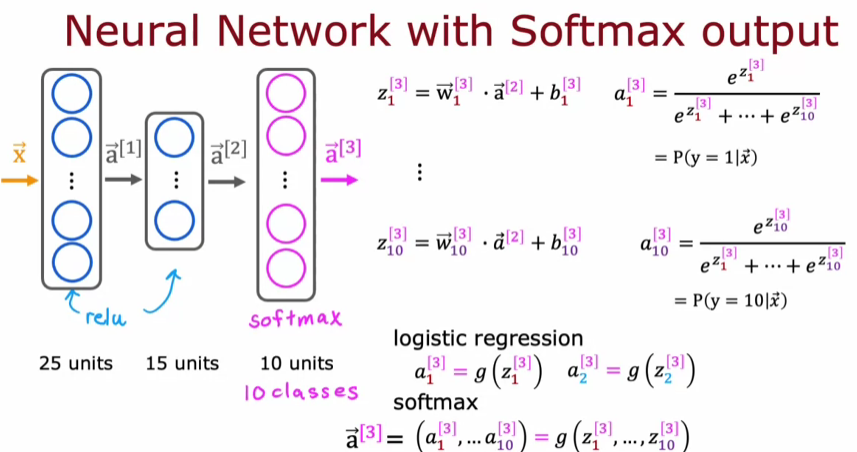 Neural Network with Softmax output
x⃗
a⃗[1]
a⃗[2]
a⃗[3]
relu
softmax
25 units 15 units 10 units
10 classes
z₁[3] = w⃗₁[3] · a⃗[2] + b₁[3]
a₁[3] = e^z₁[3] / (e^z₁[3] + ⋯ + e^z₁₀[3])
= P(y = 1|x⃗)
⋮
z₁₀[3] = w⃗₁₀[3] · a⃗[2] + b₁₀[3]
a₁₀[3] = e^z₁₀[3] / (e^z₁[3] + ⋯ + e^z₁₀[3])
= P(y = 10|x⃗)
logistic regression
a₁[3] = g(z₁[3]) a₂[3] = g(z₂[3])
softmax
a⃗[3] = (a₁[3], … a₁₀[3]) = g(z₁[3], … , z₁₀[3])